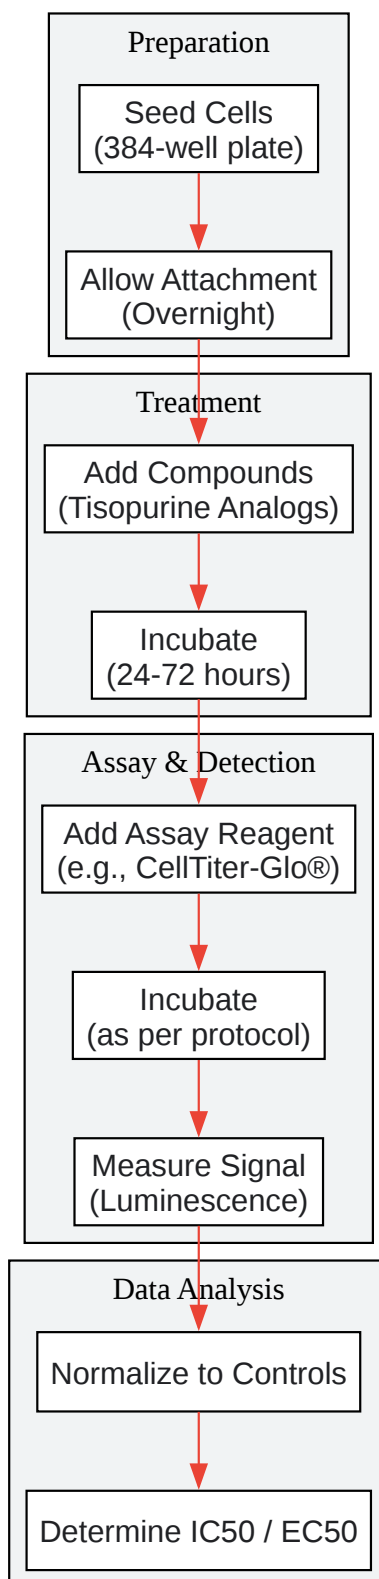 Preparation
Seed Cells
(384-well plate)
Allow Attachment
(Overnight)
Treatment
Add Compounds
(Tisopurine Analogs)
Incubate
(24-72 hours)
Assay & Detection
Add Assay Reagent
(e.g., CellTiter-Glo®)
Incubate
(as per protocol)
Measure Signal
(Luminescence)
Data Analysis
Normalize to Controls
Determine IC50 / EC50